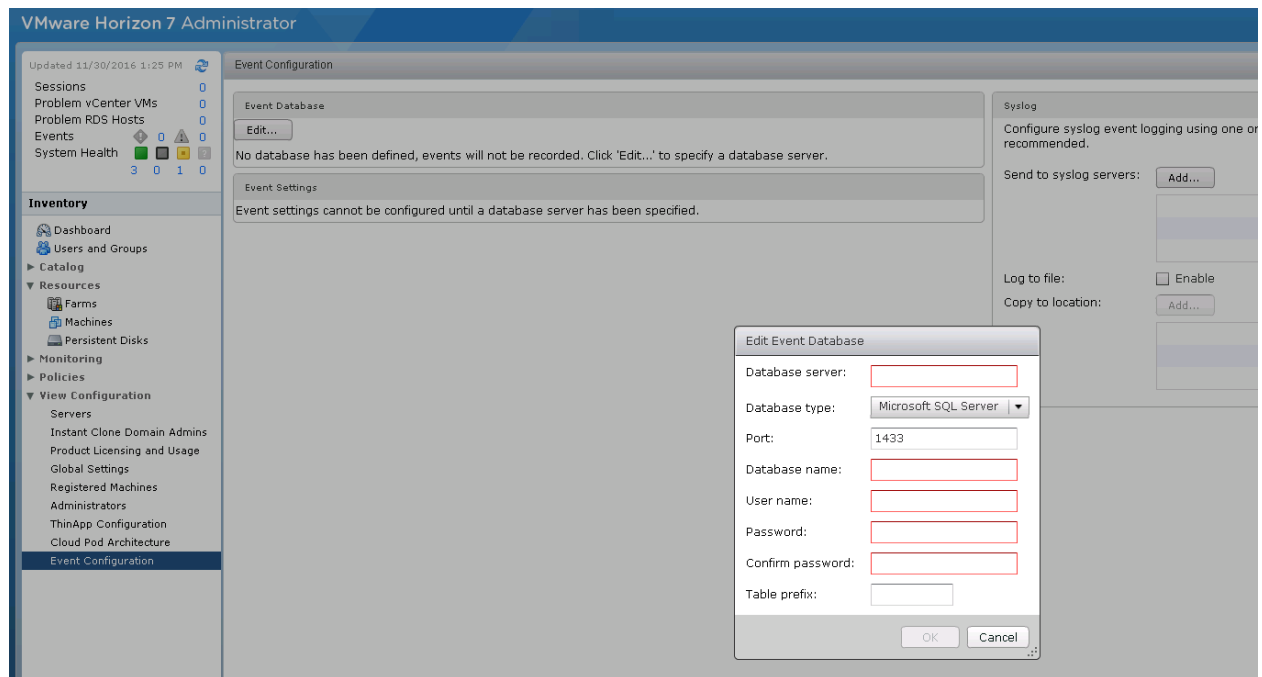 VMware Horizon 7 Administrator
Updated 11/30/2016 1:25 PM
Sessions 0
Problem vCenter VMs 0
Problem RDS Hosts 0
Events 0 0
System Health
3 0 1 0
Inventory
Dashboard
Users and Groups
Catalog
Resources
Farms
Machines
Persistent Disks
Monitoring
Policies
View Configuration
Servers
Instant Clone Domain Admins
Product Licensing and Usage
Global Settings
Registered Machines
Administrators
ThinApp Configuration
Cloud Pod Architecture
Event Configuration
Event Configuration
Event Database
Edit...
No database has been defined, events will not be recorded. Click 'Edit...' to specify a database server.
Event Settings
Event settings cannot be configured until a database server has been specified.
Syslog
Configure syslog event logging using one or
recommended.
Send to syslog servers: Add...
Log to file: Enable
Copy to location: Add...
Edit Event Database
Database server:
Database type: Microsoft SQL Server
Port: 1433
Database name:
User name:
Password:
Confirm password:
Table prefix:
OK Cancel